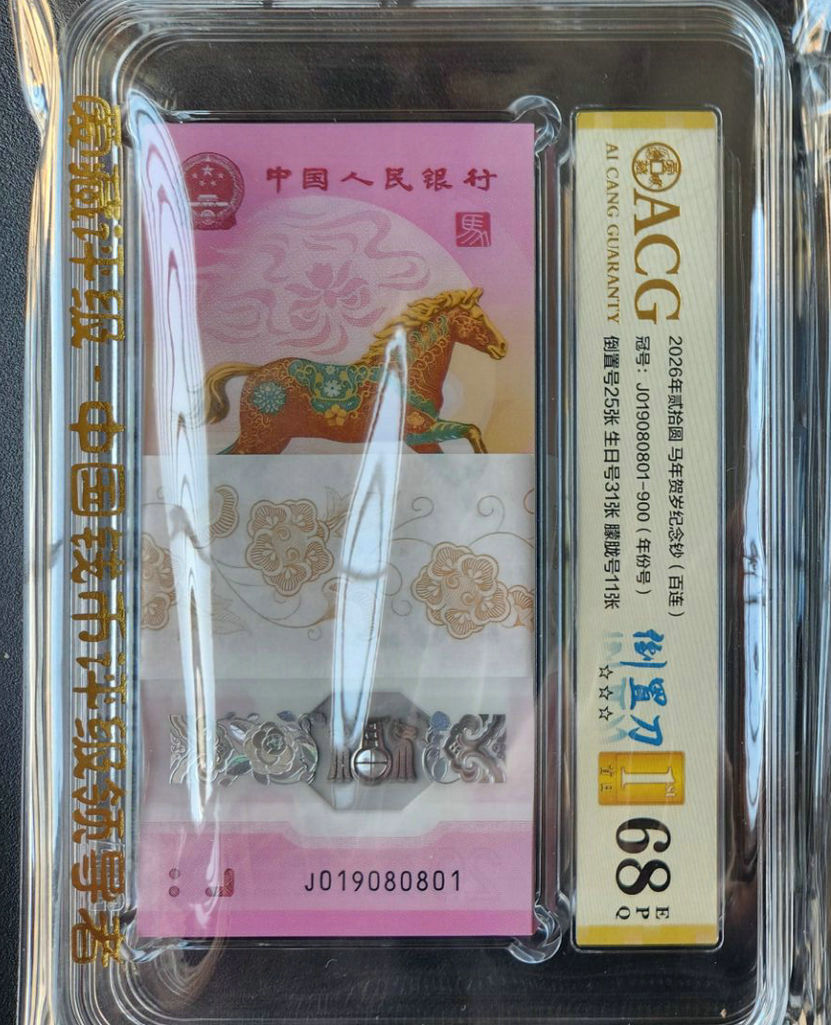 爱藏评级-中国钱币评级领导者
中国人民银行
馬
J019080801
ACG
AI CANG GUARANTY
2026年贰拾圆 马年贺岁纪念钞（百连）
冠号：J019080801-900（年份号）
倒置号25张 生日号31张 朦胧号11张
倒置刀
☆☆☆
1
68
EPQ